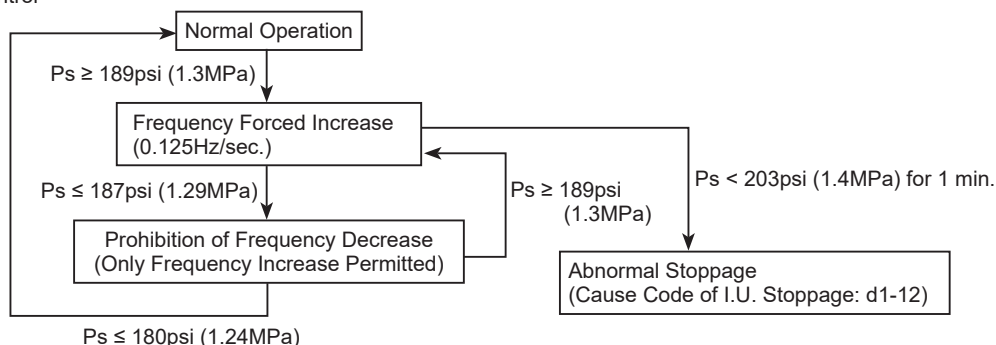 Normal Operation
Ps ≥ 189psi (1.3MPa)
Frequency Forced Increase
(0.125Hz/sec.)
Ps ≤ 187psi (1.29MPa)
Ps ≥ 189psi
(1.3MPa)
Ps < 203psi (1.4MPa) for 1 min.
Prohibition of Frequency Decrease
(Only Frequency Increase Permitted)
Abnormal Stoppage
(Cause Code of I.U. Stoppage: d1-12)
Ps ≤ 180psi (1.24MPa)